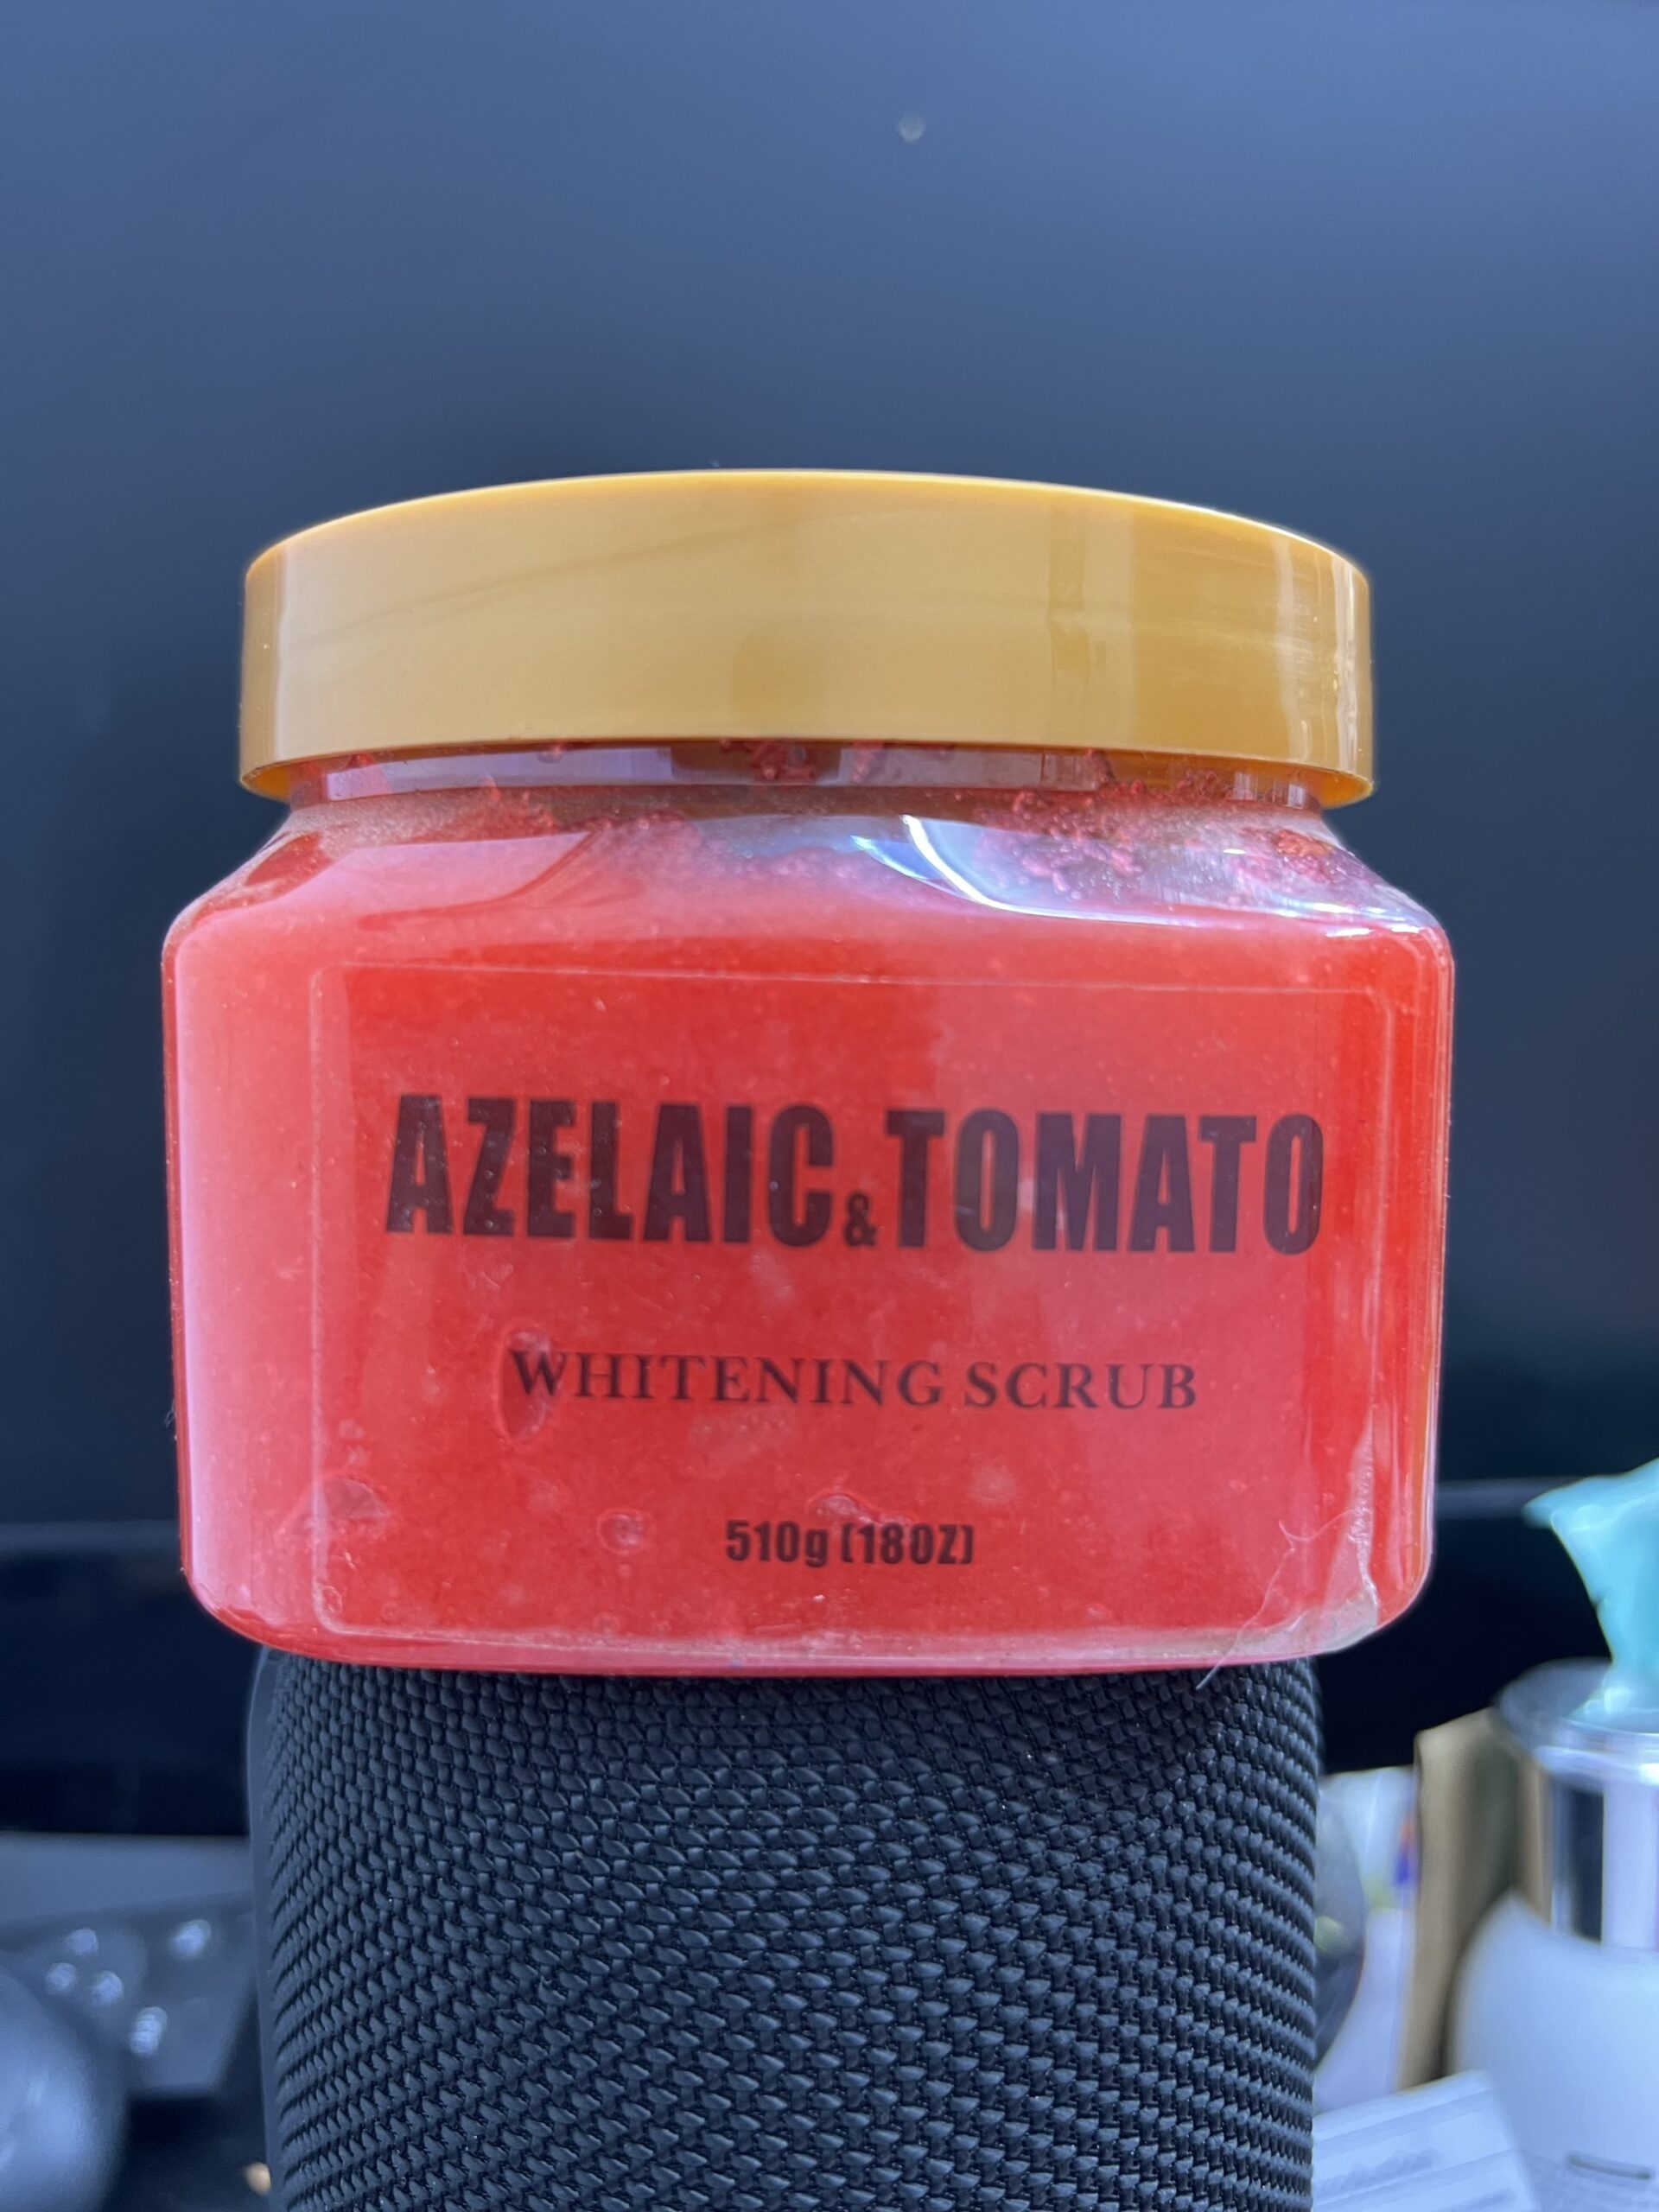 AZELAIC & TOMATO
WHITENING SCRUB
510g (18OZ)